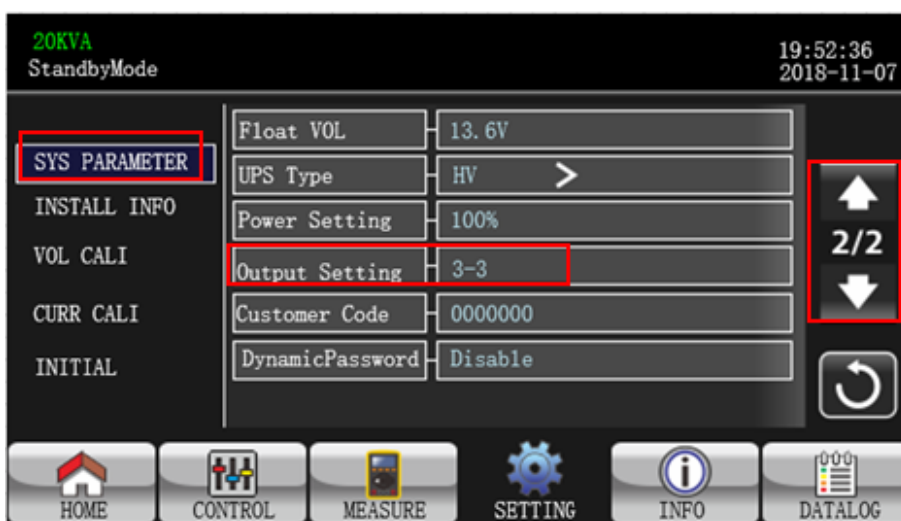 20KVA
StandbyMode
19:52:36
2018-11-07
SYS PARAMETER
INSTALL INFO
VOL CALI
CURR CALI
INITIAL
Float VOL 13.6V
UPS Type HV >
Power Setting 100%
Output Setting 3-3
Customer Code 0000000
DynamicPassword Disable
2/2
HOME
CONTROL
MEASURE
SETTING
INFO
DATALOG